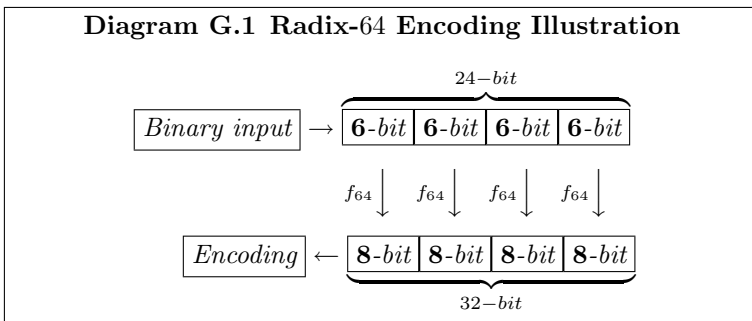 Diagram G.1 Radix-64 Encoding Illustration
24−bit
Binary input → 6-bit 6-bit 6-bit 6-bit
f64 ↓ f64 ↓ f64 ↓ f64 ↓
Encoding ← 8-bit 8-bit 8-bit 8-bit
32−bit